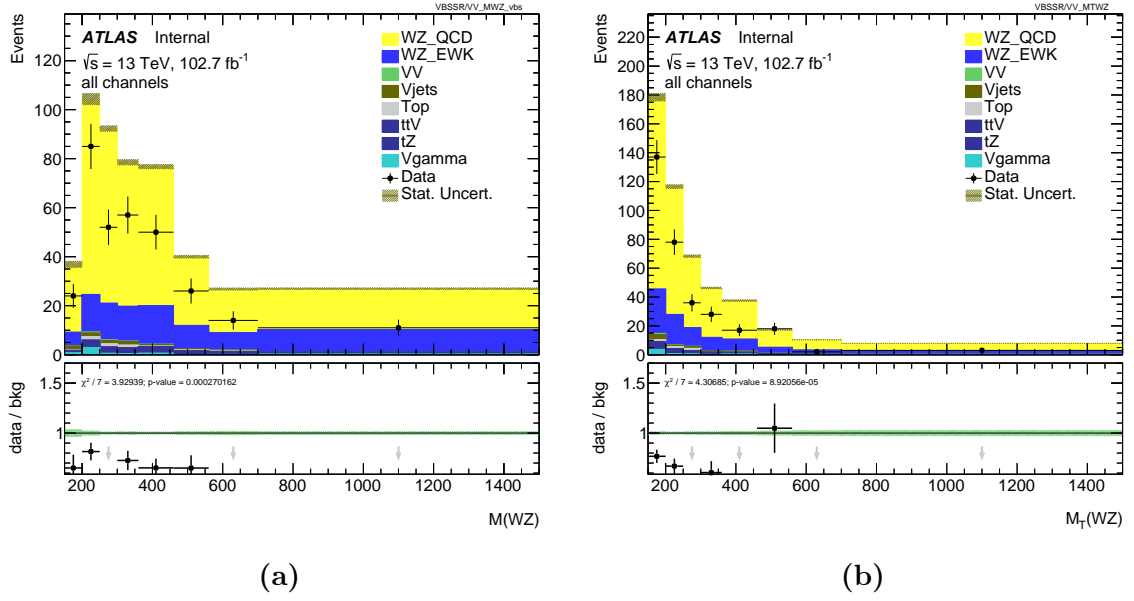 VBSSR/VV_MWZ_vbs
Events
ATLAS Internal
√s = 13 TeV, 102.7 fb-1
all channels
WZ_QCD
WZ_EWK
VV
Vjets
Top
ttV
tZ
Vgamma
Data
Stat. Uncert.
120
100
80
60
40
20
0
data / bkg
χ2 / 7 = 3.92939; p-value = 0.000270162
1.5
1
200 400 600 800 1000 1200 1400
M(WZ)
(a)
VBSSR/VV_MTWZ
Events
ATLAS Internal
√s = 13 TeV, 102.7 fb-1
all channels
WZ_QCD
WZ_EWK
VV
Vjets
Top
ttV
tZ
Vgamma
Data
Stat. Uncert.
220
200
180
160
140
120
100
80
60
40
20
0
data / bkg
χ2 / 7 = 4.30685; p-value = 8.92056e-05
1.5
1
200 400 600 800 1000 1200 1400
MT(WZ)
(b)